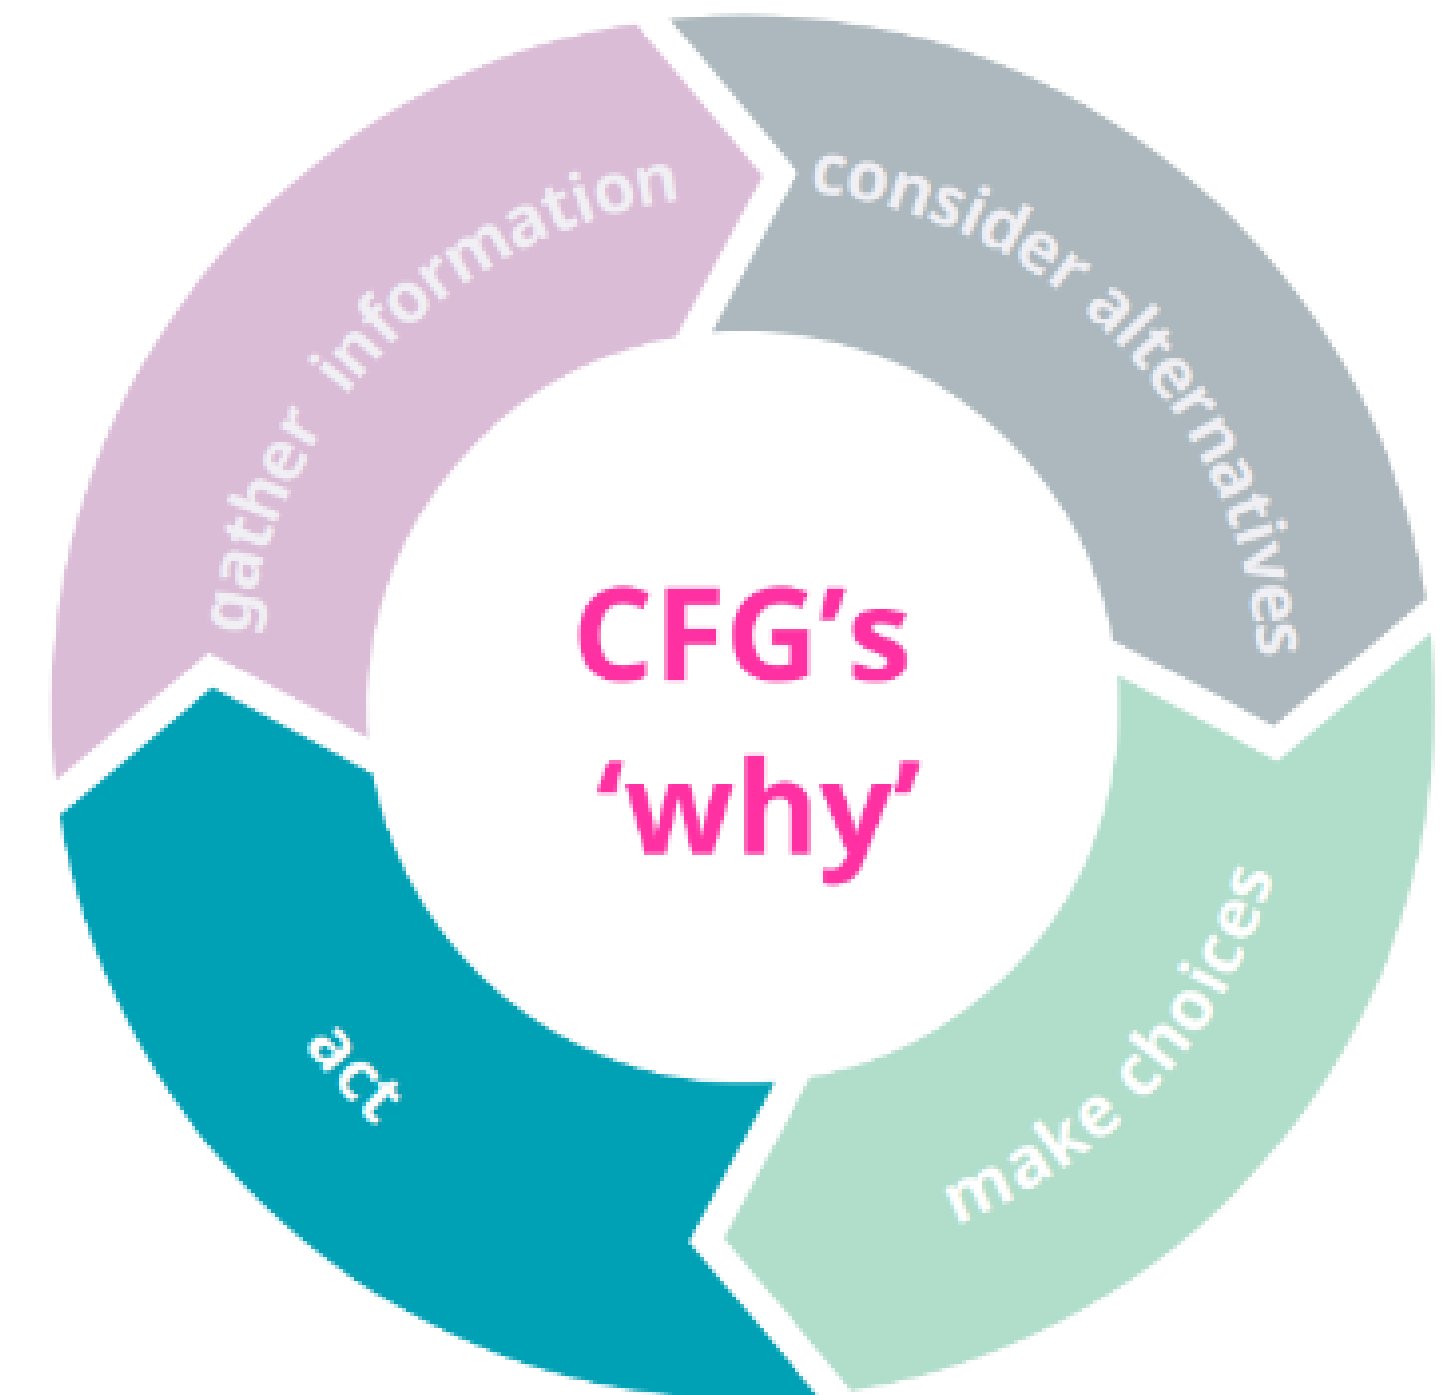 gather information
consider alternatives
make choices
act
CFG’s
‘why’